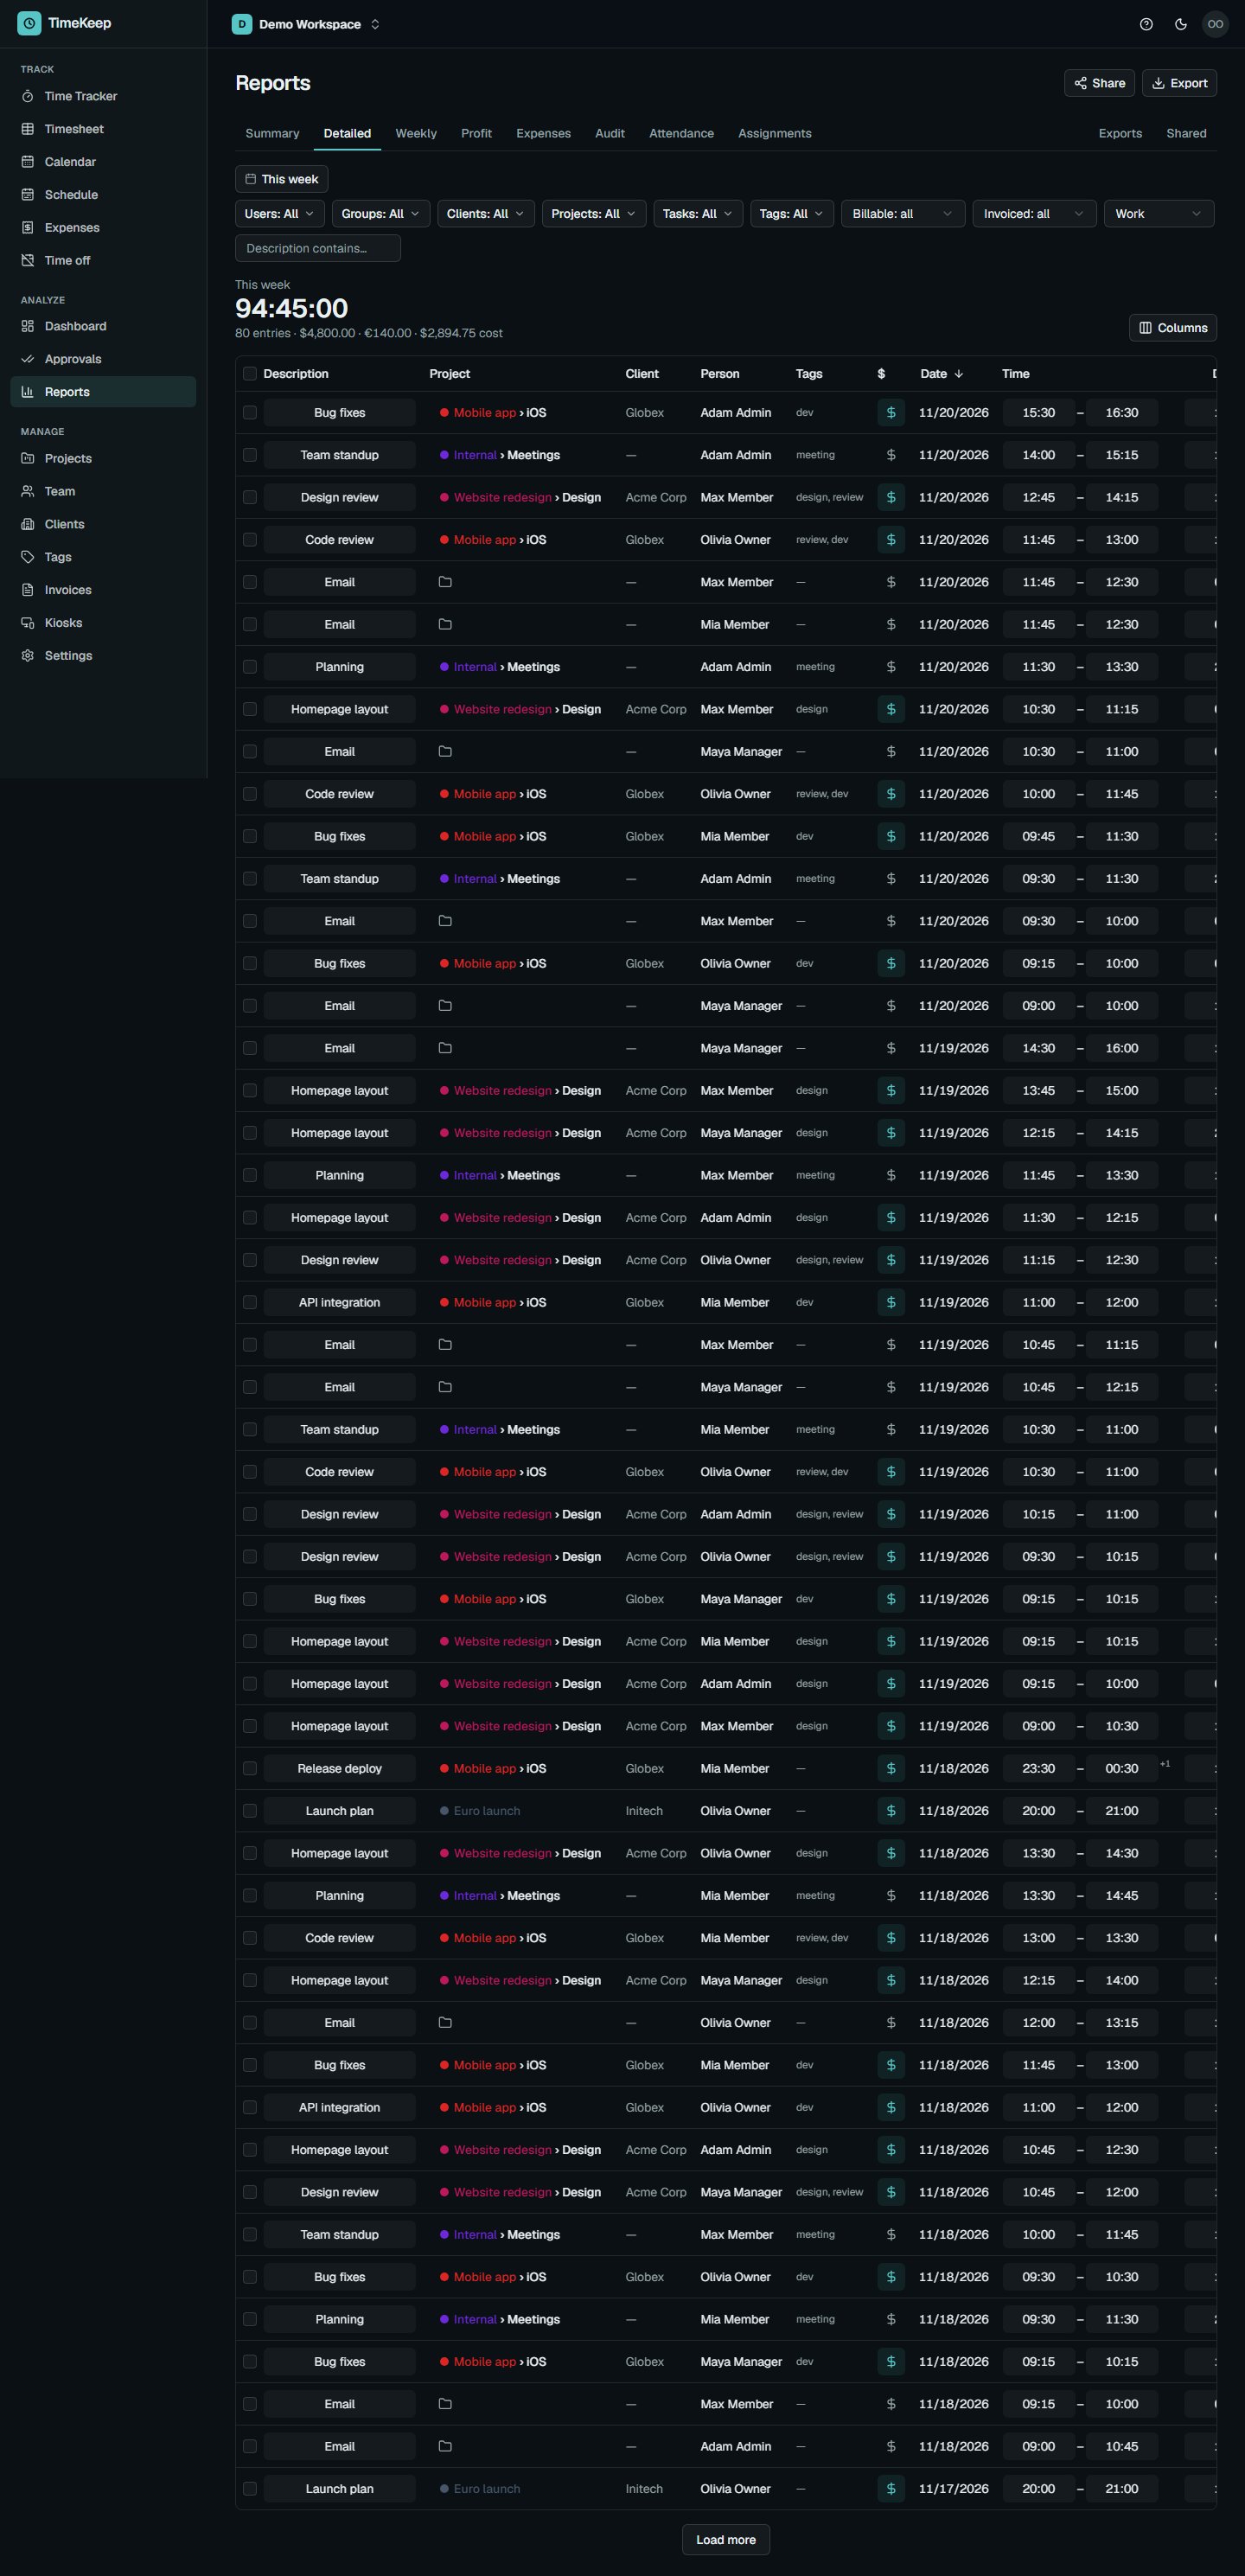 TimeKeep
D Demo Workspace
OO
TRACK
Time Tracker
Timesheet
Calendar
Schedule
Expenses
Time off
ANALYZE
Dashboard
Approvals
Reports
MANAGE
Projects
Team
Clients
Tags
Invoices
Kiosks
Settings
Reports
Share Export
Summary Detailed Weekly Profit Expenses Audit Attendance Assignments Exports Shared
This week
Users: All Groups: All Clients: All Projects: All Tasks: All Tags: All Billable: all Invoiced: all Work
Description contains...
This week
94:45:00
80 entries · $4,800.00 · €140.00 · $2,894.75 cost
Columns
Description Project Client Person Tags $ Date ↓ Time
Bug fixes Mobile app › iOS Globex Adam Admin dev $ 11/20/2026 15:30 – 16:30
Team standup Internal › Meetings — Adam Admin meeting $ 11/20/2026 14:00 – 15:15
Design review Website redesign › Design Acme Corp Max Member design, review $ 11/20/2026 12:45 – 14:15
Code review Mobile app › iOS Globex Olivia Owner review, dev $ 11/20/2026 11:45 – 13:00
Email — Max Member — $ 11/20/2026 11:45 – 12:30
Email — Mia Member — $ 11/20/2026 11:45 – 12:30
Planning Internal › Meetings — Adam Admin meeting $ 11/20/2026 11:30 – 13:30
Homepage layout Website redesign › Design Acme Corp Max Member design $ 11/20/2026 10:30 – 11:15
Email — Maya Manager — $ 11/20/2026 10:30 – 11:00
Code review Mobile app › iOS Globex Olivia Owner review, dev $ 11/20/2026 10:00 – 11:45
Bug fixes Mobile app › iOS Globex Mia Member dev $ 11/20/2026 09:45 – 11:30
Team standup Internal › Meetings — Adam Admin meeting $ 11/20/2026 09:30 – 11:30
Email — Max Member — $ 11/20/2026 09:30 – 10:00
Bug fixes Mobile app › iOS Globex Olivia Owner dev $ 11/20/2026 09:15 – 10:00
Email — Maya Manager — $ 11/20/2026 09:00 – 10:00
Email — Maya Manager — $ 11/19/2026 14:30 – 16:00
Homepage layout Website redesign › Design Acme Corp Max Member design $ 11/19/2026 13:45 – 15:00
Homepage layout Website redesign › Design Acme Corp Maya Manager design $ 11/19/2026 12:15 – 14:15
Planning Internal › Meetings — Max Member meeting $ 11/19/2026 11:45 – 13:30
Homepage layout Website redesign › Design Acme Corp Adam Admin design $ 11/19/2026 11:30 – 12:15
Design review Website redesign › Design Acme Corp Olivia Owner design, review $ 11/19/2026 11:15 – 12:30
API integration Mobile app › iOS Globex Mia Member dev $ 11/19/2026 11:00 – 12:00
Email — Max Member — $ 11/19/2026 10:45 – 11:15
Email — Maya Manager — $ 11/19/2026 10:45 – 12:15
Team standup Internal › Meetings — Mia Member meeting $ 11/19/2026 10:30 – 11:00
Code review Mobile app › iOS Globex Olivia Owner review, dev $ 11/19/2026 10:30 – 11:00
Design review Website redesign › Design Acme Corp Adam Admin design, review $ 11/19/2026 10:15 – 11:00
Design review Website redesign › Design Acme Corp Olivia Owner design, review $ 11/19/2026 09:30 – 10:15
Bug fixes Mobile app › iOS Globex Maya Manager dev $ 11/19/2026 09:15 – 10:15
Homepage layout Website redesign › Design Acme Corp Mia Member design $ 11/19/2026 09:15 – 10:15
Homepage layout Website redesign › Design Acme Corp Adam Admin design $ 11/19/2026 09:15 – 10:00
Homepage layout Website redesign › Design Acme Corp Max Member design $ 11/19/2026 09:00 – 10:30
Release deploy Mobile app › iOS Globex Mia Member — $ 11/18/2026 23:30 – 00:30 +1
Launch plan Euro launch Initech Olivia Owner — $ 11/18/2026 20:00 – 21:00
Homepage layout Website redesign › Design Acme Corp Olivia Owner design $ 11/18/2026 13:30 – 14:30
Planning Internal › Meetings — Mia Member meeting $ 11/18/2026 13:30 – 14:45
Code review Mobile app › iOS Globex Mia Member review, dev $ 11/18/2026 13:00 – 13:30
Homepage layout Website redesign › Design Acme Corp Maya Manager design $ 11/18/2026 12:15 – 14:00
Email — Olivia Owner — $ 11/18/2026 12:00 – 13:15
Bug fixes Mobile app › iOS Globex Mia Member dev $ 11/18/2026 11:45 – 13:00
API integration Mobile app › iOS Globex Olivia Owner dev $ 11/18/2026 11:00 – 12:00
Homepage layout Website redesign › Design Acme Corp Adam Admin design $ 11/18/2026 10:45 – 12:30
Design review Website redesign › Design Acme Corp Maya Manager design, review $ 11/18/2026 10:45 – 12:00
Team standup Internal › Meetings — Max Member meeting $ 11/18/2026 10:00 – 11:45
Bug fixes Mobile app › iOS Globex Olivia Owner dev $ 11/18/2026 09:30 – 10:30
Planning Internal › Meetings — Mia Member meeting $ 11/18/2026 09:30 – 11:30
Bug fixes Mobile app › iOS Globex Maya Manager dev $ 11/18/2026 09:15 – 10:15
Email — Max Member — $ 11/18/2026 09:15 – 10:00
Email — Adam Admin — $ 11/18/2026 09:00 – 10:45
Launch plan Euro launch Initech Olivia Owner — $ 11/17/2026 20:00 – 21:00
Load more